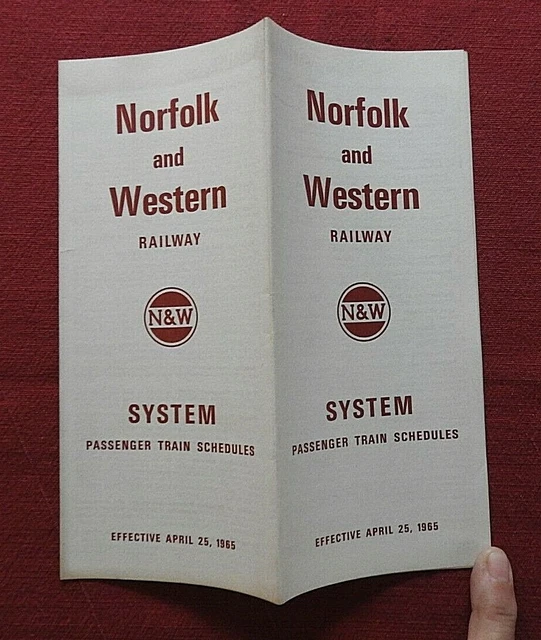 Norfolk
and
Western
RAILWAY
N&W
SYSTEM
PASSENGER TRAIN SCHEDULES
EFFECTIVE APRIL 25, 1965
Norfolk
and
Western
RAILWAY
N&W
SYSTEM
PASSENGER TRAIN SCHEDULES
EFFECTIVE APRIL 25, 1965